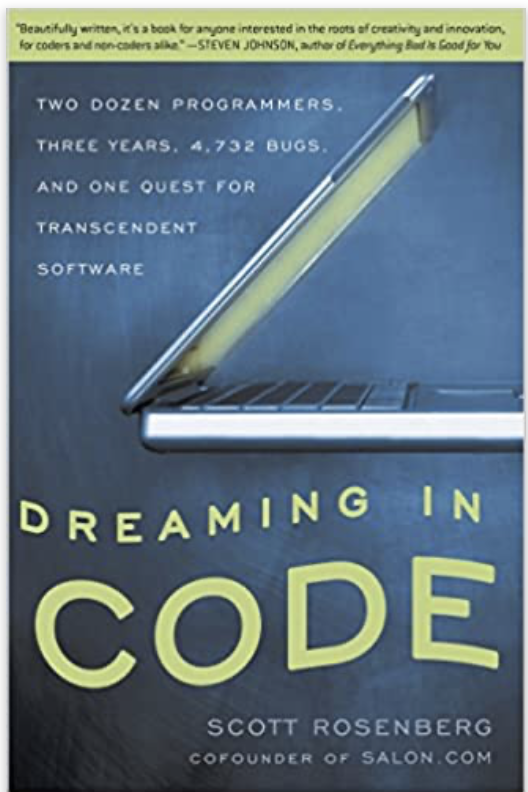 "Beautifully written, it's a book for anyone interested in the roots of creativity and innovation,
for coders and non-coders alike." —STEVEN JOHNSON, author of Everything Bad Is Good for You
TWO DOZEN PROGRAMMERS,
THREE YEARS, 4,732 BUGS,
AND ONE QUEST FOR
TRANSCENDENT
SOFTWARE
DREAMING IN
CODE
SCOTT ROSENBERG
COFOUNDER OF SALON.COM